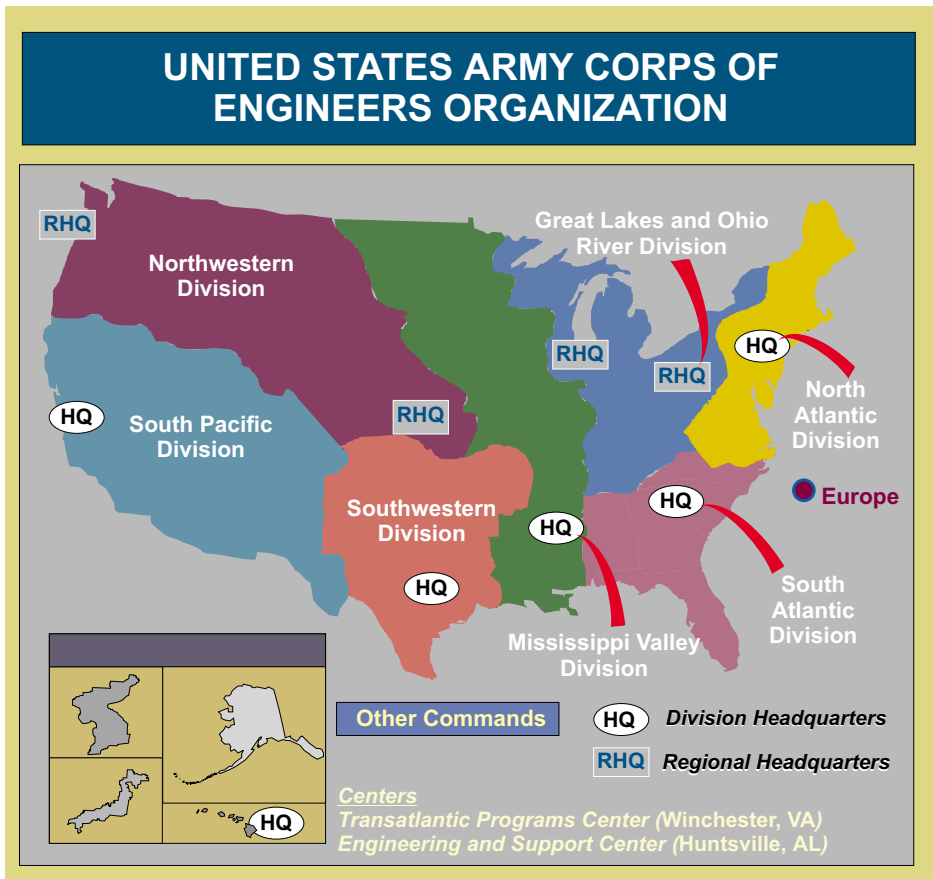 UNITED STATES ARMY CORPS OF
ENGINEERS ORGANIZATION
RHQ
Northwestern
Division
Great Lakes and Ohio
River Division
RHQ
RHQ
HQ
North
Atlantic
Division
HQ
South Pacific
Division
RHQ
Southwestern
Division
HQ
HQ
HQ
Europe
South
Atlantic
Division
Mississippi Valley
Division
HQ
Other Commands
HQ Division Headquarters
RHQ Regional Headquarters
Centers
Transatlantic Programs Center (Winchester, VA)
Engineering and Support Center (Huntsville, AL)